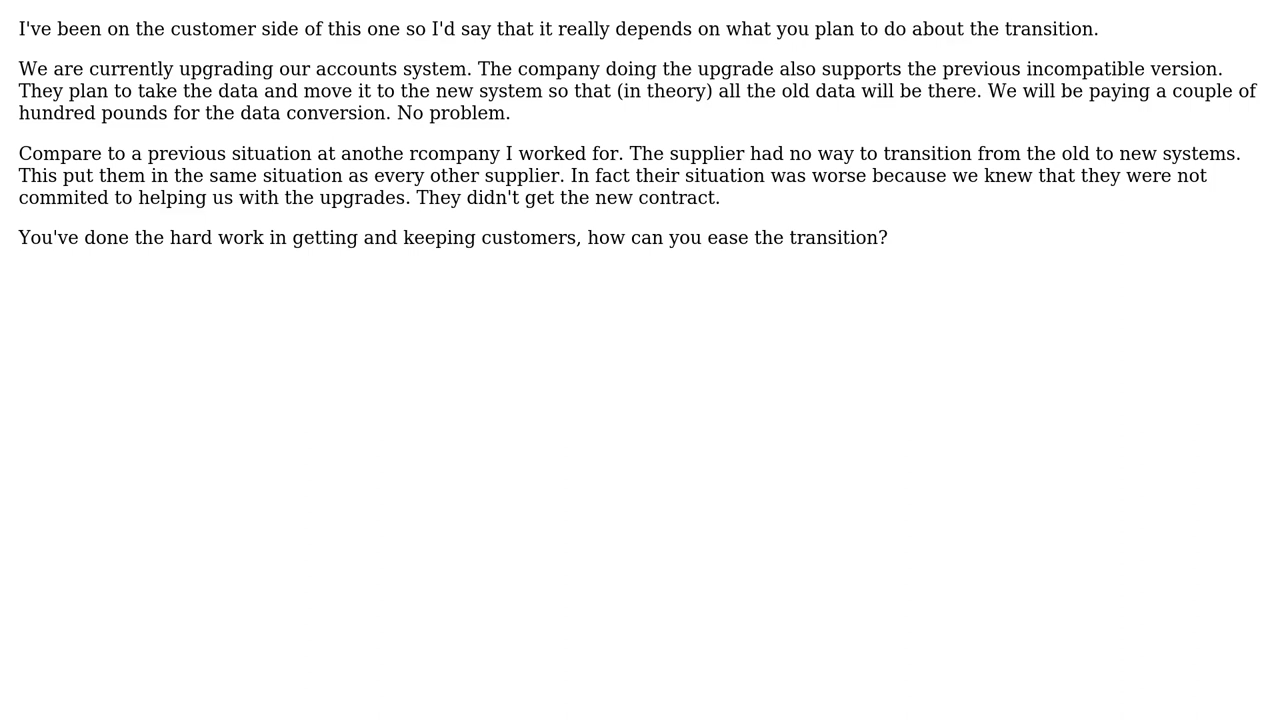 I've been on the customer side of this one so I'd say that it really depends on what you plan to do about the transition.
We are currently upgrading our accounts system. The company doing the upgrade also supports the previous incompatible version.
They plan to take the data and move it to the new system so that (in theory) all the old data will be there. We will be paying a couple of
hundred pounds for the data conversion. No problem.
Compare to a previous situation at anothe rcompany I worked for. The supplier had no way to transition from the old to new systems.
This put them in the same situation as every other supplier. In fact their situation was worse because we knew that they were not
commited to helping us with the upgrades. They didn't get the new contract.
You've done the hard work in getting and keeping customers, how can you ease the transition?